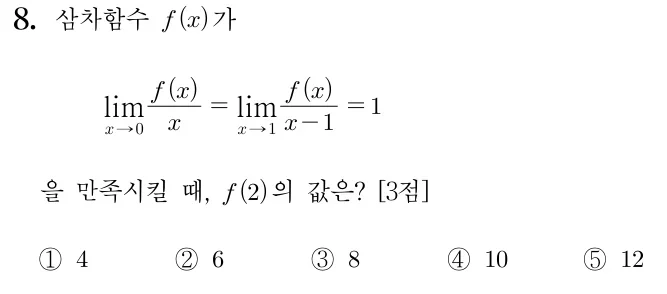 8. 삼차함수 f(x)가
lim_{x→0} f(x)/x = lim_{x→1} f(x)/(x-1) = 1
을 만족시킬 때, f(2)의 값은? [3점]
① 4 ② 6 ③ 8 ④ 10 ⑤ 12